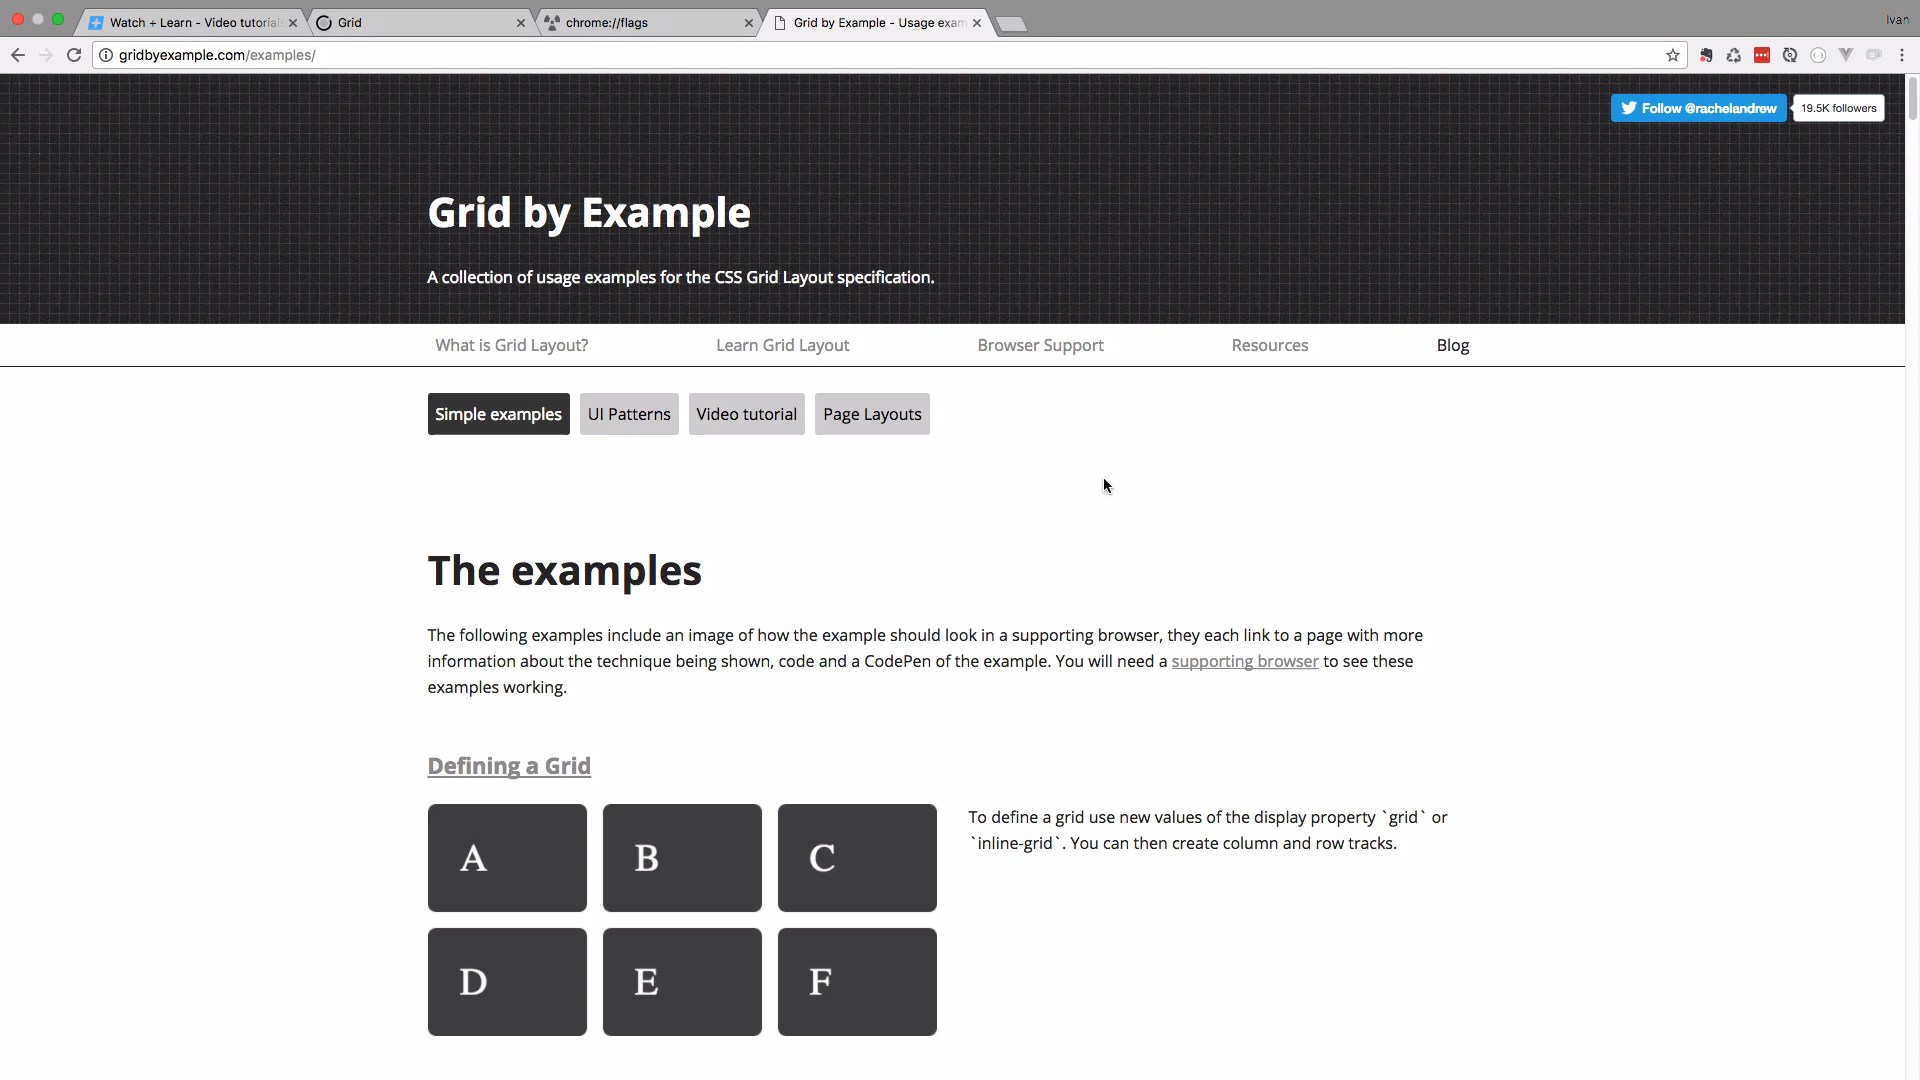 Watch + Learn - Video tutorial
Grid
chrome://flags
Grid by Example - Usage exam
Ivan
gridbyexample.com/examples/
Follow @rachelandrew
19.5K followers
Grid by Example
A collection of usage examples for the CSS Grid Layout specification.
What is Grid Layout?
Learn Grid Layout
Browser Support
Resources
Blog
Simple examples
UI Patterns
Video tutorial
Page Layouts
The examples
The following examples include an image of how the example should look in a supporting browser, they each link to a page with more
information about the technique being shown, code and a CodePen of the example. You will need a supporting browser to see these
examples working.
Defining a Grid
A
B
C
D
E
F
To define a grid use new values of the display property `grid` or
`inline-grid`. You can then create column and row tracks.